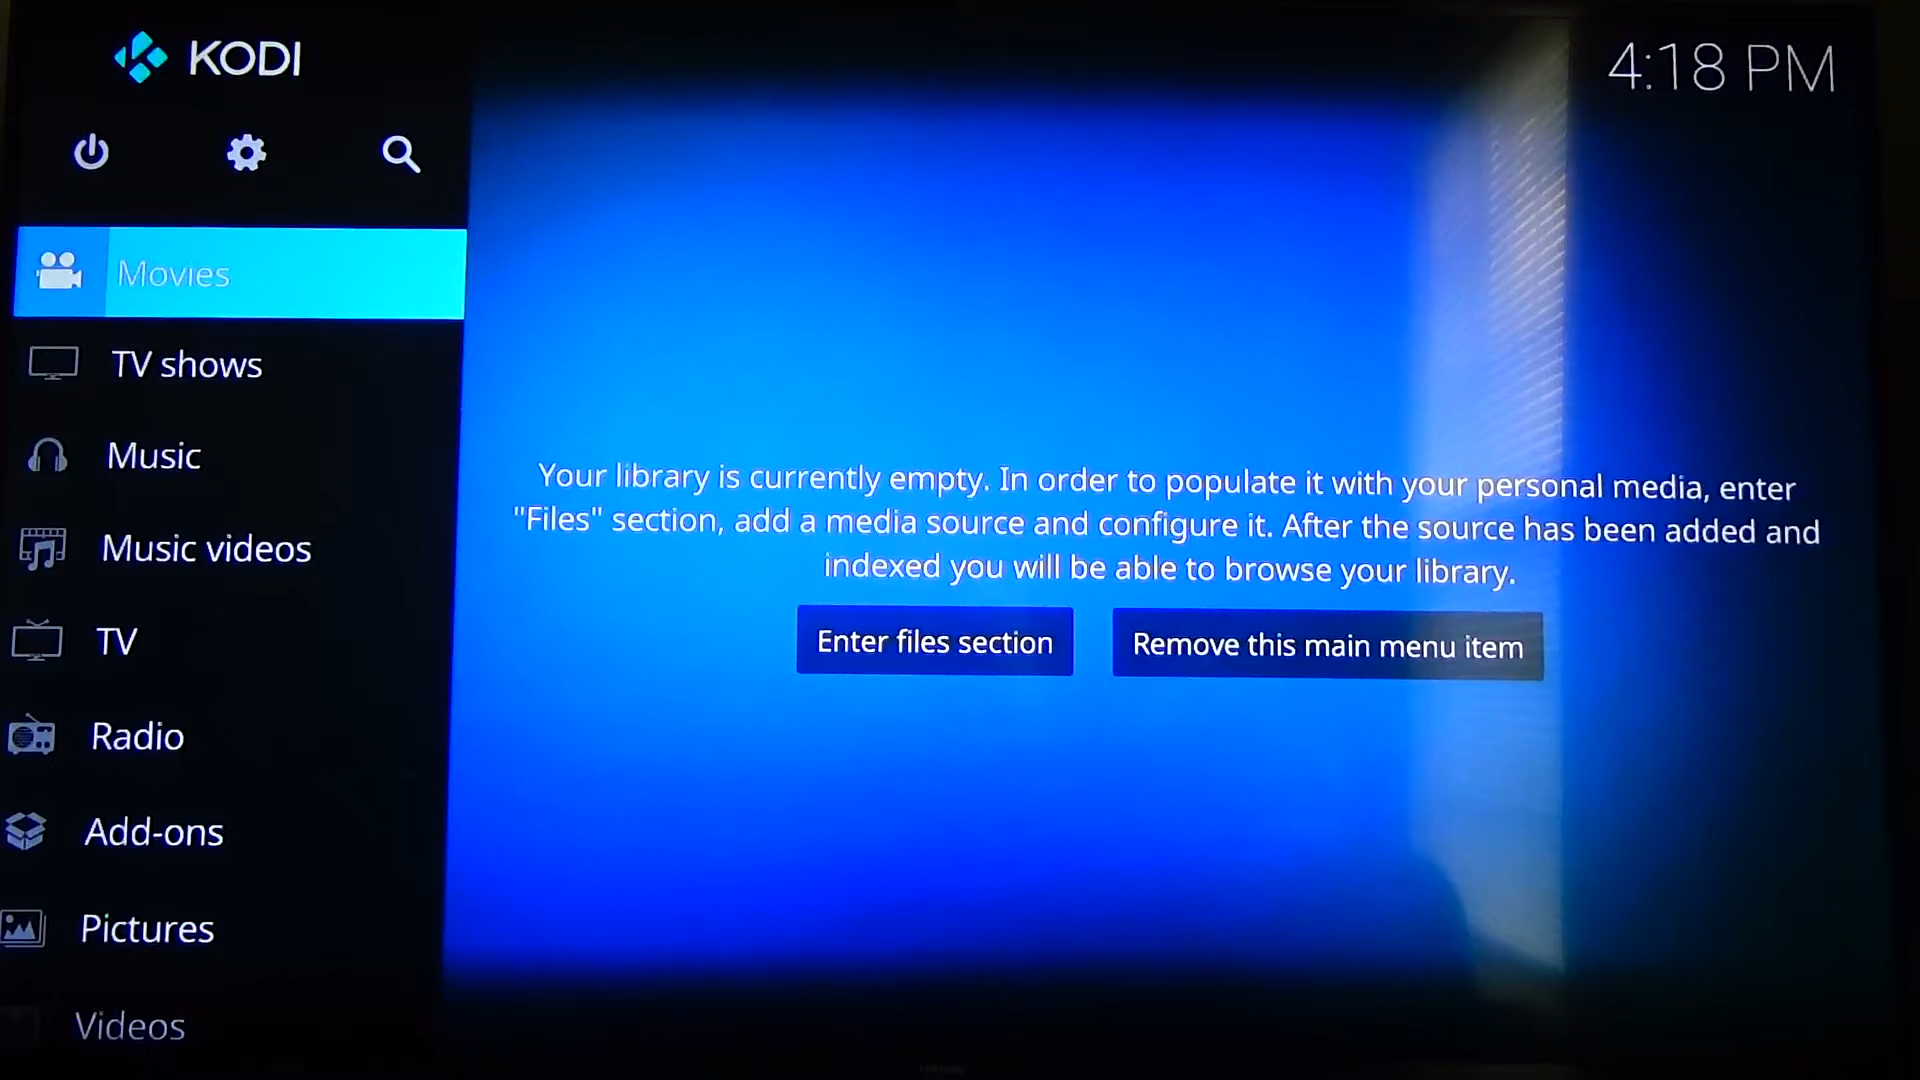 KODI
4:18 PM
Movies
TV shows
Music
Music videos
TV
Radio
Add-ons
Pictures
Videos
Your library is currently empty. In order to populate it with your personal media, enter
"Files" section, add a media source and configure it. After the source has been added and
indexed you will be able to browse your library.
Enter files section
Remove this main menu item